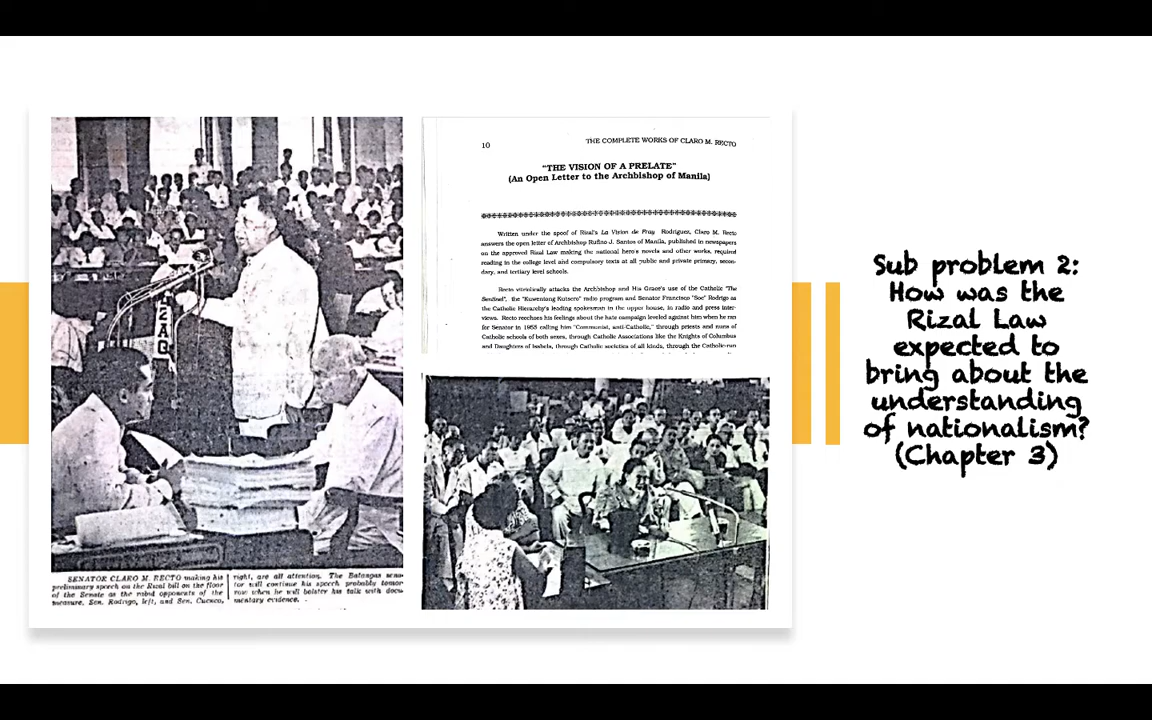 ZAQ
SENATOR CLARO M. RECTO making his
preliminary speech on the Rizal bill on the floor
of the Senate as the rabid opponents of the
measure, Sen. Rodrigo, left, and Sen. Cuenco,
right, are all attention. The Batangas sena-
tor will continue his speech probably tomor
row when he will bolster his talk with docu
mentary evidence.
10
THE COMPLETE WORKS OF CLARO M. RECTO
"THE VISION OF A PRELATE"
(An Open Letter to the Archbishop of Manila)
Written under the spoof of Rizal's La Vision de Fray Rodriguez, Claro M. Recto
answers the open letter of Archbishop Rufino J. Santos of Manila, published in newspapers
on the approved Rizal Law making the national hero's novels and other works, required
reading in the college level and compulsory texts at all public and private primary, secon-
dary, and tertiary level schools.
Recto vitriolically attacks the Archbishop and His Grace's use of the Catholic "The
Sentinel", the "Kuwentong Kutsero" radio program and Senator Francisco "Soc" Rodrigo as
the Catholic Hierarchy's leading spokesman in the upper house, in radio and press inter-
views. Recto reechoes his feelings about the hate campaign leveled against him when he ran
for Senator in 1955 calling him "Communist, anti-Catholic," through priests and nuns of
Catholic schools of both sexes, through Catholic Associations like the Knights of Columbus
and Daughters of Isabela, through Catholic societies of all kinds, through the Catholic-run
Sub problem 2:
How was the
Rizal Law
expected to
bring about the
understanding
of nationalism?
(Chapter 3)